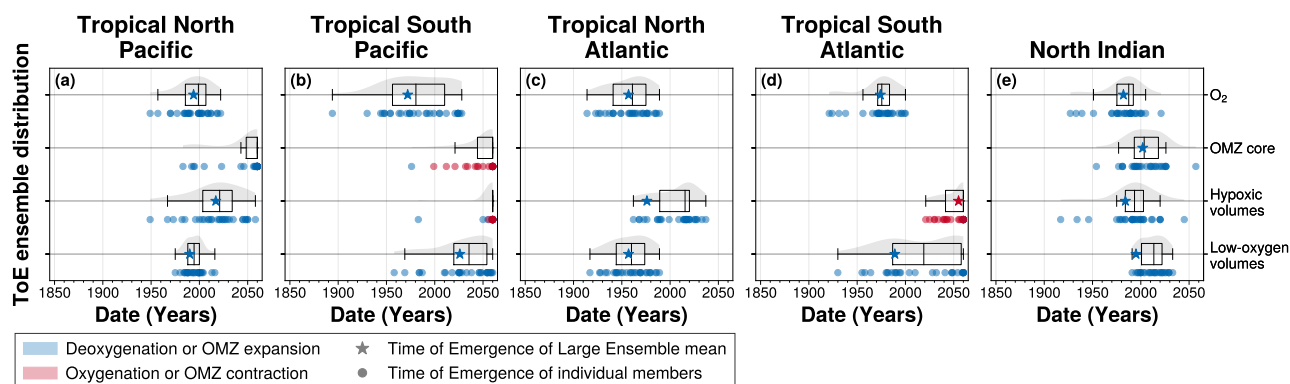 Tropical North
Pacific
Tropical South
Pacific
Tropical North
Atlantic
Tropical South
Atlantic
North Indian
ToE ensemble distribution
(a)
(b)
(c)
(d)
(e)
O2
OMZ core
Hypoxic
volumes
Low-oxygen
volumes
1850 1900 1950 2000 2050
1850 1900 1950 2000 2050
1850 1900 1950 2000 2050
1850 1900 1950 2000 2050
1850 1900 1950 2000 2050
Date (Years)
Date (Years)
Date (Years)
Date (Years)
Date (Years)
Deoxygenation or OMZ expansion
Time of Emergence of Large Ensemble mean
Oxygenation or OMZ contraction
Time of Emergence of individual members